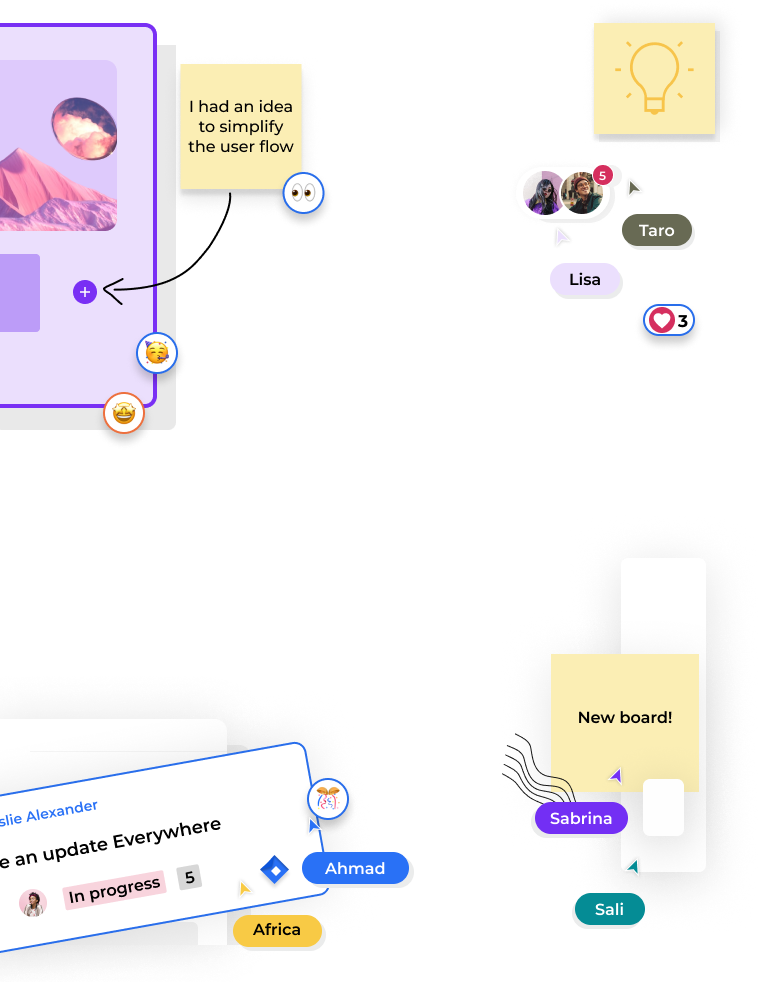 I had an idea
to simplify
the user flow
5
Taro
Lisa
3
New board!
Sabrina
Sali
slie Alexander
e an update Everywhere
In progress
5
Ahmad
Africa